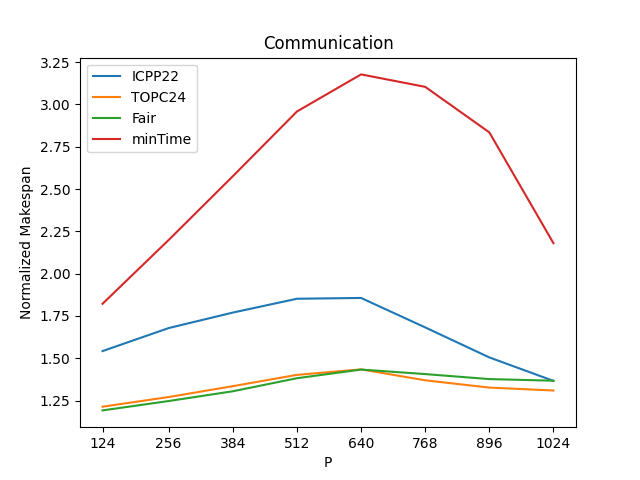 Communication
ICPP22
TOPC24
Fair
minTime
Normalized Makespan
3.25
3.00
2.75
2.50
2.25
2.00
1.75
1.50
1.25
124 256 384 512 640 768 896 1024
P